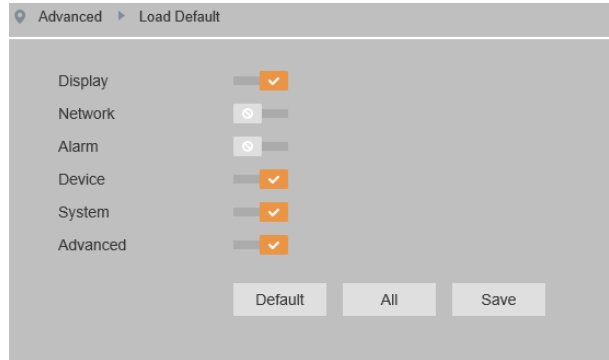 Advanced Load Default
Display
Network
Alarm
Device
System
Advanced
Default All Save